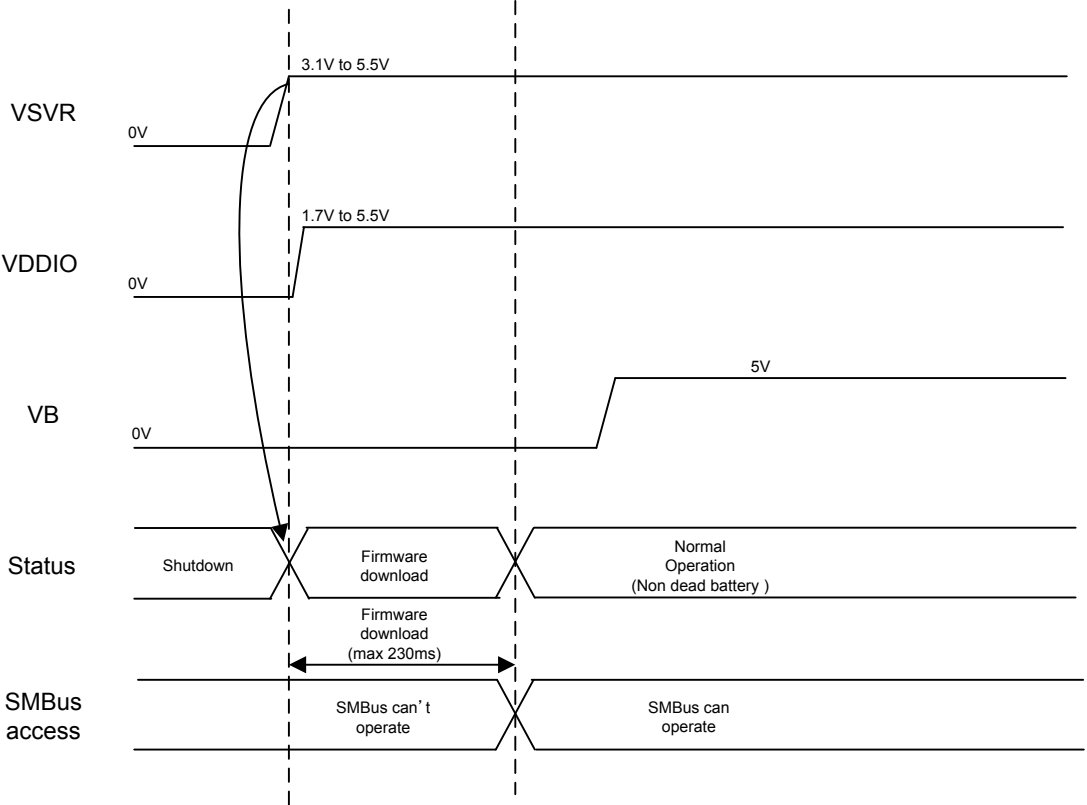 3.1V to 5.5V
VSVR
0V
1.7V to 5.5V
VDDIO
0V
5V
VB
0V
Status
Shutdown
Firmware
download
Normal
Operation
(Non dead battery )
Firmware
download
(max 230ms)
SMBus
access
SMBus can't
operate
SMBus can
operate